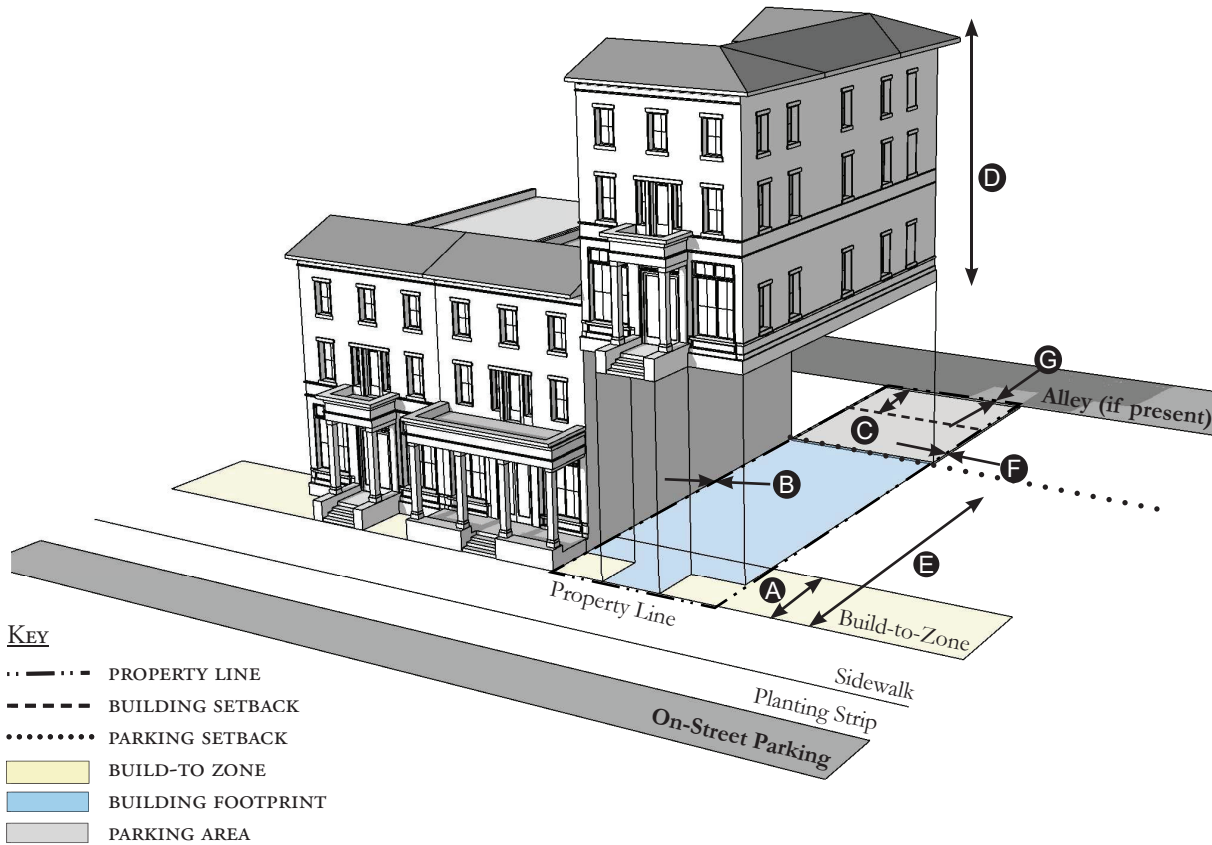 D
G
Alley (if present)
C
F
B
E
A
Property Line
Build-to-Zone
Sidewalk
Planting Strip
On-Street Parking
KEY
PROPERTY LINE
BUILDING SETBACK
PARKING SETBACK
BUILD-TO ZONE
BUILDING FOOTPRINT
PARKING AREA